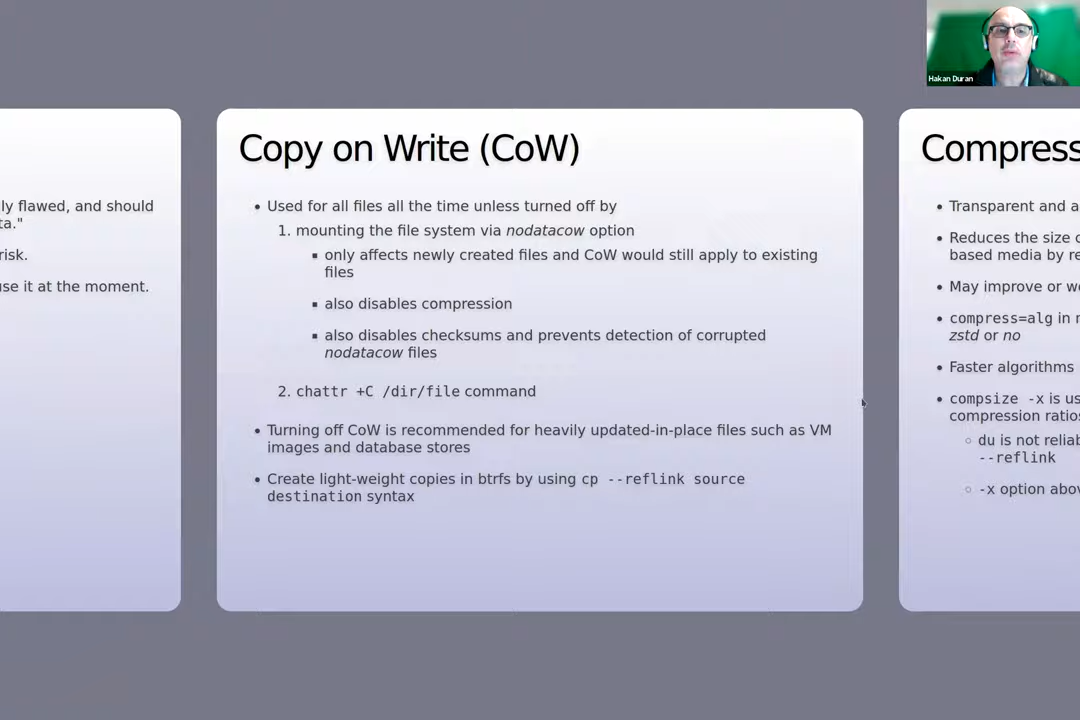 Hakan Duran
ly flawed, and should
ta."
risk.
use it at the moment.
Copy on Write (CoW)
• Used for all files all the time unless turned off by
1. mounting the file system via nodatacow option
▪ only affects newly created files and CoW would still apply to existing
files
▪ also disables compression
▪ also disables checksums and prevents detection of corrupted
nodatacow files
2. chattr +C /dir/file command
• Turning off CoW is recommended for heavily updated-in-place files such as VM
images and database stores
• Create light-weight copies in btrfs by using cp --reflink source
destination syntax
Compress
• Transparent and a
• Reduces the size o
based media by re
• May improve or wo
• compress=alg in m
zstd or no
• Faster algorithms
• compsize -x is us
compression ratios
◦ du is not reliab
--reflink
◦ -x option abov